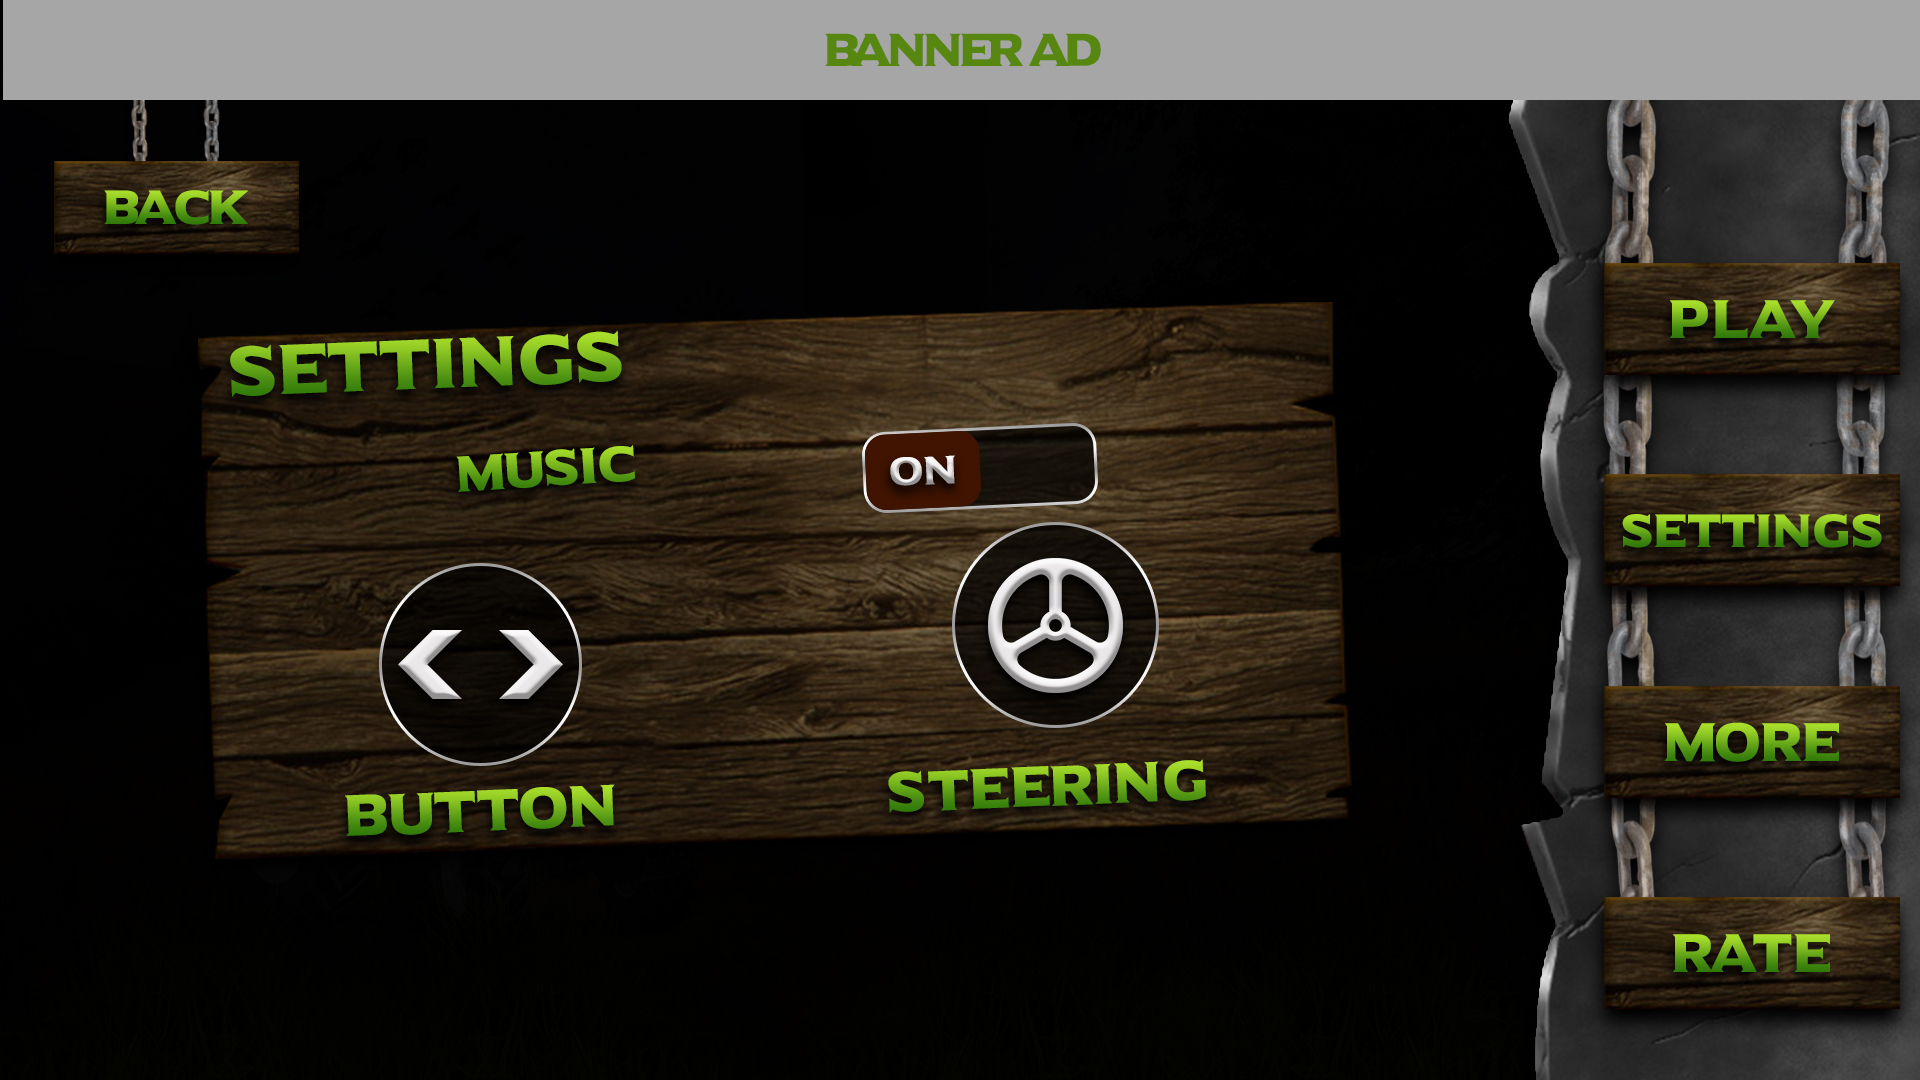 BANNER AD
BACK
SETTINGS
MUSIC
ON
BUTTON
STEERING
PLAY
SETTINGS
MORE
RATE